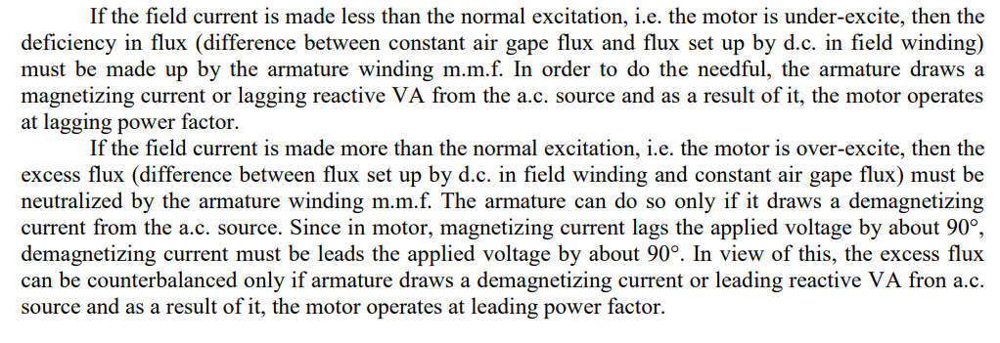 If the field current is made less than the normal excitation, i.e. the motor is under-excite, then the
deficiency in flux (difference between constant air gape flux and flux set up by d.c. in field winding)
must be made up by the armature winding m.m.f. In order to do the needful, the armature draws a
magnetizing current or lagging reactive VA from the a.c. source and as a result of it, the motor operates
at lagging power factor.
If the field current is made more than the normal excitation, i.e. the motor is over-excite, then the
excess flux (difference between flux set up by d.c. in field winding and constant air gape flux) must be
neutralized by the armature winding m.m.f. The armature can do so only if it draws a demagnetizing
current from the a.c. source. Since in motor, magnetizing current lags the applied voltage by about 90°,
demagnetizing current must be leads the applied voltage by about 90°. In view of this, the excess flux
can be counterbalanced only if armature draws a demagnetizing current or leading reactive VA fron a.c.
source and as a result of it, the motor operates at leading power factor.